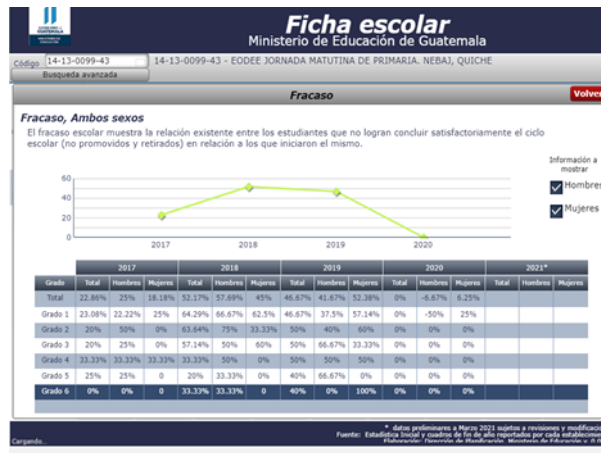 Ficha escolar
Ministerio de Educación de Guatemala
Código 14-13-0099-43 14-13-0099-43 - EODEE JORNADA MATUTINA DE PRIMARIA. NEBAJ, QUICHE
Busqueda avanzada
Fracaso Volver
Fracaso, Ambos sexos
El fracaso escolar muestra la relación existente entre los estudiantes que no logran concluir satisfactoriamente el ciclo
escolar (no promovidos y retirados) en relación a los que iniciaron el mismo.
Información a
mostrar
Hombres
Mujeres
60
40
20
0
2017 2018 2019 2020
2017 2018 2019 2020 2021*
Grado Total Hombres Mujeres Total Hombres Mujeres Total Hombres Mujeres Total Hombres Mujeres Total Hombres Mujeres
Total 22.86% 25% 18.18% 52.17% 57.69% 45% 46.67% 41.67% 52.38% 0% -6.67% 6.25%
Grado 1 23.08% 22.22% 25% 64.29% 66.67% 62.5% 46.67% 37.5% 57.14% 0% -50% 25%
Grado 2 20% 50% 0% 63.64% 75% 33.33% 50% 40% 60% 0% 0% 0%
Grado 3 20% 25% 0% 57.14% 50% 60% 50% 66.67% 33.33% 0% 0% 0%
Grado 4 33.33% 33.33% 33.33% 33.33% 50% 0% 50% 50% 50% 0% 0% 0%
Grado 5 25% 25% 0 20% 33.33% 0% 40% 66.67% 0% 0% 0% 0%
Grado 6 0% 0% 0 33.33% 33.33% 0 40% 0% 100% 0% 0% 0%
* datos preliminares a Marzo 2021 sujetos a revisiones y modificacio
Fuente: Estadística Inicial y cuadros de fin de año reportados por cada establecimie
Cargando... Elaboración: Dirección de Planificación. Ministerio de Educación v. 0.0